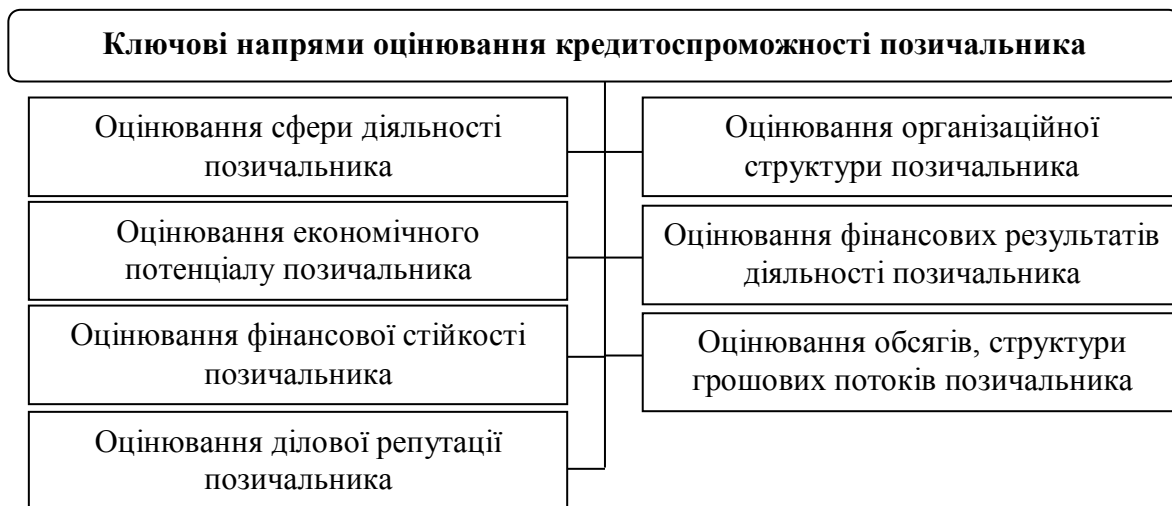 Ключові напрями оцінювання кредитоспроможності позичальника
Оцінювання сфери діяльності
позичальника
Оцінювання організаційної
структури позичальника
Оцінювання економічного
потенціалу позичальника
Оцінювання фінансових результатів
діяльності позичальника
Оцінювання фінансової стійкості
позичальника
Оцінювання обсягів, структури
грошових потоків позичальника
Оцінювання ділової репутації
позичальника